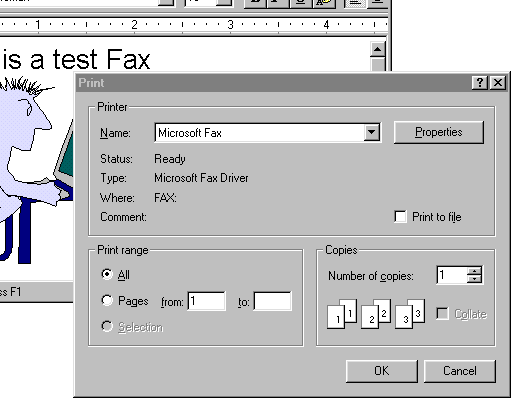 1 2 3 4
is a test Fax
Print
Printer
Name: Microsoft Fax Properties
Status: Ready
Type: Microsoft Fax Driver
Where: FAX:
Comment: Print to file
Print range Copies
All Number of copies: 1
Pages from: 1 to:
1 1 2 2 3 3 Collate
Selection
ss F1
OK Cancel